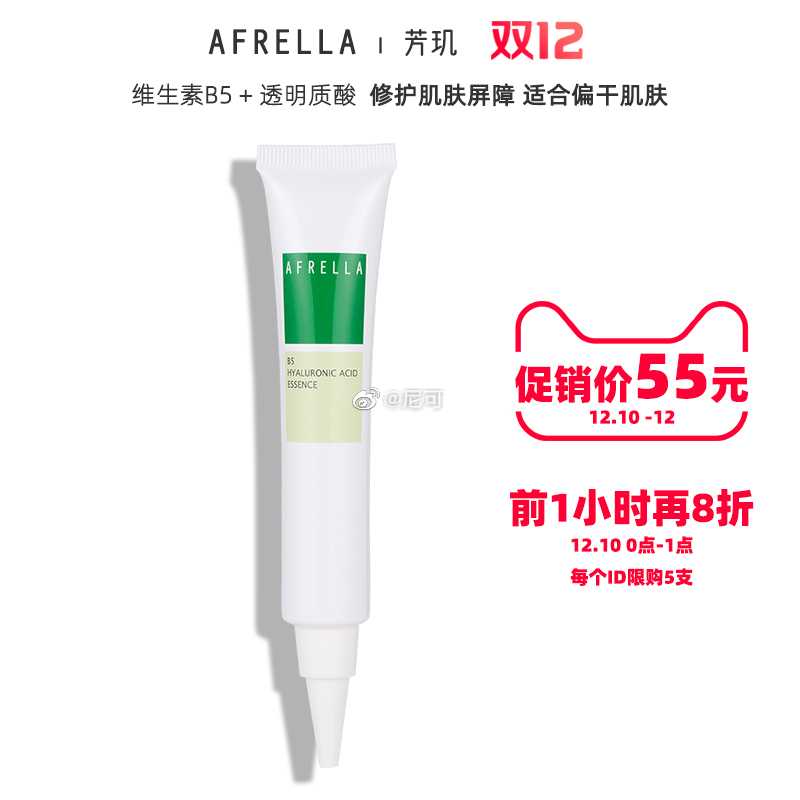 AFRELLA | 芳玑 双12
维生素B5 + 透明质酸 修护肌肤屏障 适合偏干肌肤
AFRELLA
B5
HYALURONIC ACID
ESSENCE
@尼可
促销价55元
12.10 -12
前1小时再8折
12.10 0点-1点
每个ID限购5支